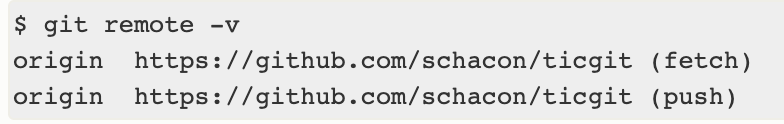 $ git remote -v
origin  https://github.com/schacon/ticgit (fetch)
origin  https://github.com/schacon/ticgit (push)